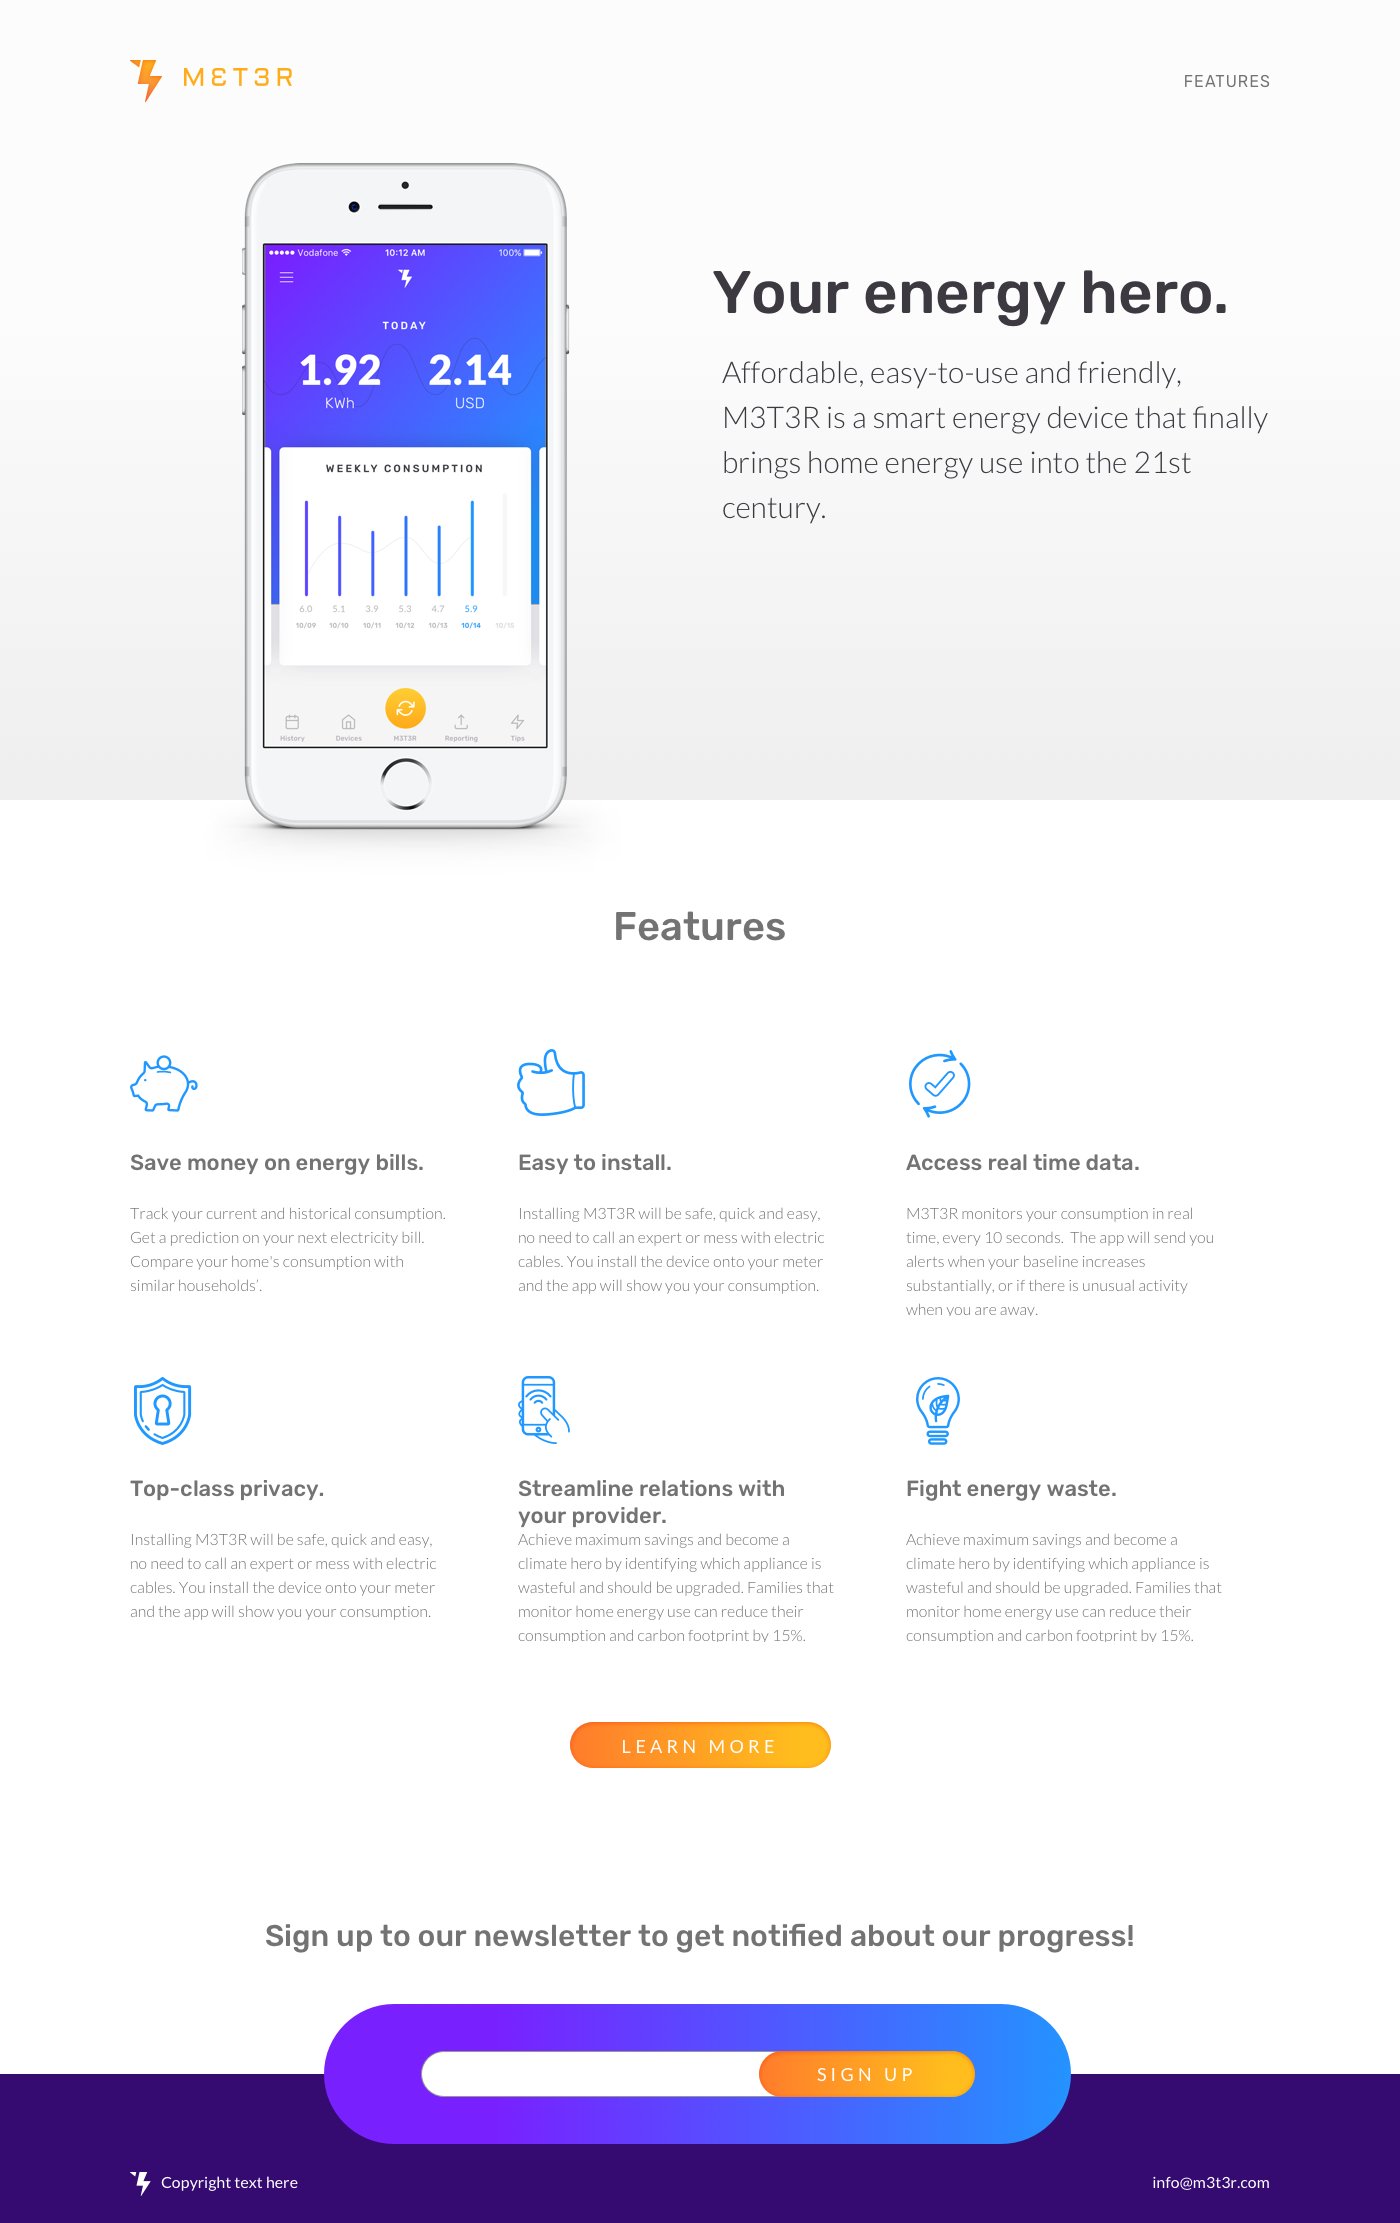 MET3R
FEATURES
Vodafone 10:12 AM 100%
TODAY
1.92 2.14
KWh USD
WEEKLY CONSUMPTION
6.0 5.1 3.9 5.3 4.7 5.9
10/09 10/10 10/11 10/12 10/13 10/14 10/15
History Devices M3T3R Reporting Tips
Your energy hero.
Affordable, easy-to-use and friendly,
M3T3R is a smart energy device that finally
brings home energy use into the 21st
century.
Features
Save money on energy bills.
Track your current and historical consumption.
Get a prediction on your next electricity bill.
Compare your home's consumption with
similar households'.
Easy to install.
Installing M3T3R will be safe, quick and easy,
no need to call an expert or mess with electric
cables. You install the device onto your meter
and the app will show you your consumption.
Access real time data.
M3T3R monitors your consumption in real
time, every 10 seconds.  The app will send you
alerts when your baseline increases
substantially, or if there is unusual activity
when you are away.
Top-class privacy.
Installing M3T3R will be safe, quick and easy,
no need to call an expert or mess with electric
cables. You install the device onto your meter
and the app will show you your consumption.
Streamline relations with
your provider.
Achieve maximum savings and become a
climate hero by identifying which appliance is
wasteful and should be upgraded. Families that
monitor home energy use can reduce their
consumption and carbon footprint by 15%.
Fight energy waste.
Achieve maximum savings and become a
climate hero by identifying which appliance is
wasteful and should be upgraded. Families that
monitor home energy use can reduce their
consumption and carbon footprint by 15%.
LEARN MORE
Sign up to our newsletter to get notified about our progress!
SIGN UP
Copyright text here
info@m3t3r.com